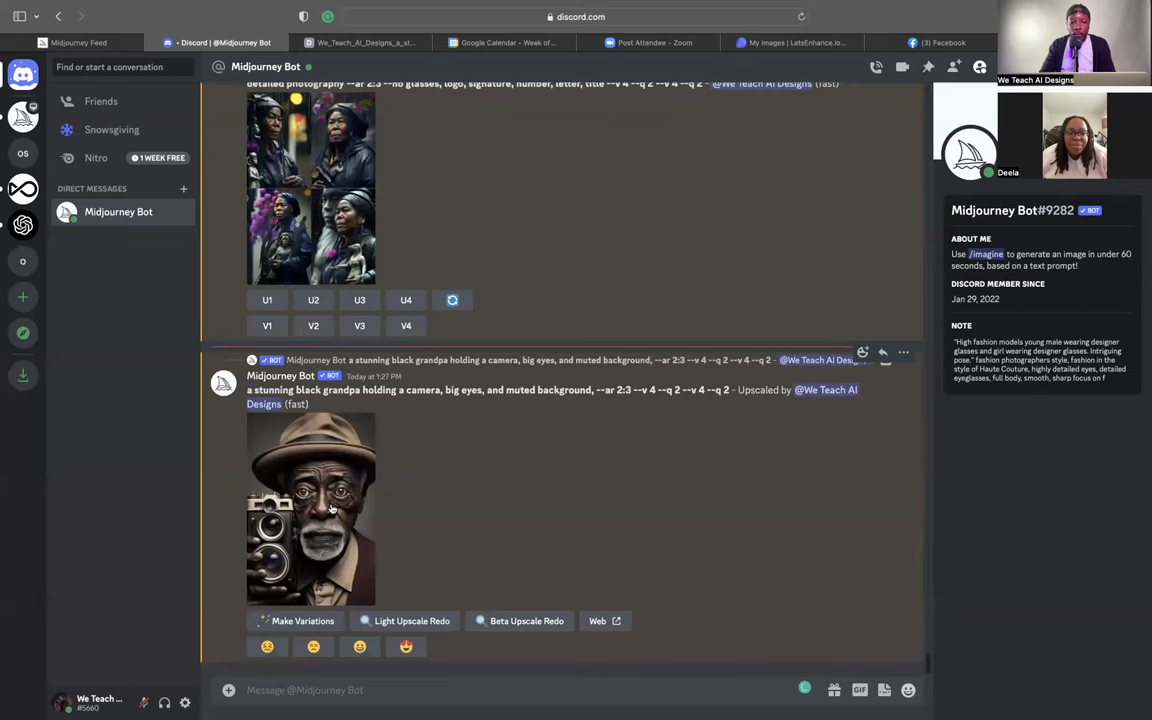 discord.com
Midjourney Feed
• Discord | @Midjourney Bot
We_Teach_AI_Designs_a_st...
Google Calendar - Week of...
Post Attendee - Zoom
My Images | LetsEnhance.io...
(3) Facebook
We Teach AI Designs
Find or start a conversation
@ Midjourney Bot
Friends
Snowsgiving
Nitro
1 WEEK FREE
DIRECT MESSAGES
Midjourney Bot
OS
O
detailed photography --ar 2:3 --no glasses, logo, signature, number, letter, title --v 4 --q 2 --v 4 --q 2 - @We Teach AI Designs (fast)
U1 U2 U3 U4
V1 V2 V3 V4
BOT Midjourney Bot a stunning black grandpa holding a camera, big eyes, and muted background, --ar 2:3 --v 4 --q 2 --v 4 --q 2 - @We Teach AI
Midjourney Bot BOT Today at 1:27 PM
a stunning black grandpa holding a camera, big eyes, and muted background, --ar 2:3 --v 4 --q 2 --v 4 --q 2 - Upscaled by @We Teach AI
Designs (fast)
Make Variations Light Upscale Redo Beta Upscale Redo Web
Message @Midjourney Bot
GIF
We Teach ...
#5660
Deela
Midjourney Bot#9282 BOT
ABOUT ME
Use /imagine to generate an image in under 60
seconds, based on a text prompt!
DISCORD MEMBER SINCE
Jan 29, 2022
NOTE
"High fashion models young male wearing designer
glasses and girl wearing designer glasses. Intriguing
pose." fashion photographers style, fashion in the
style of Haute Couture, highly detailed eyes, detailed
eyeglasses, full body, smooth, sharp focus on f